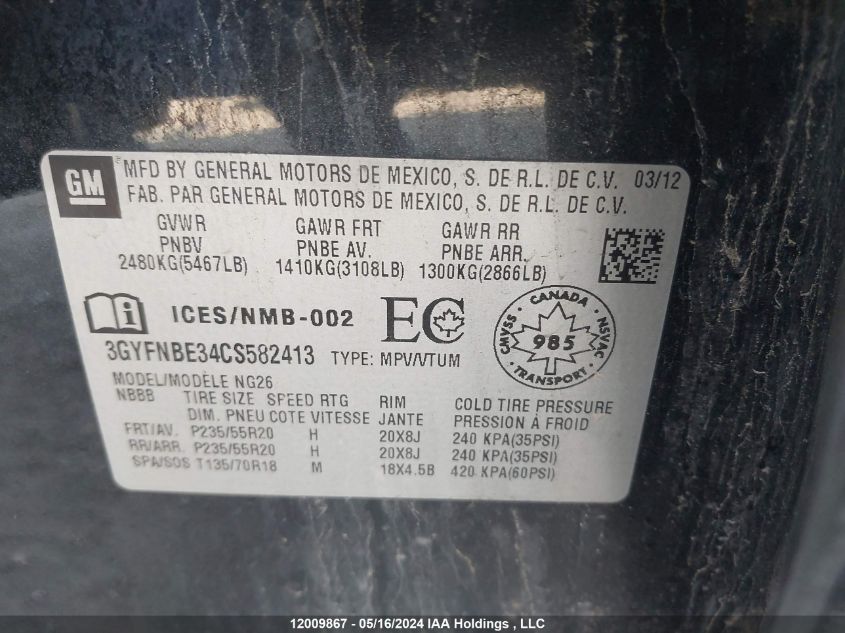 GM
MFD BY GENERAL MOTORS DE MEXICO, S. DE R.L. DE C.V. 03/12
FAB. PAR GENERAL MOTORS DE MEXICO, S. DE R.L. DE C.V.
GVWR GAWR FRT GAWR RR
PNBV PNBE AV. PNBE ARR.
2480KG(5467LB) 1410KG(3108LB) 1300KG(2866LB)
ICES/NMB-002 EC
CANADA
CMVSS 985 NSVAC
TRANSPORT
3GYFNBE34CS582413 TYPE: MPV/VTUM
MODEL/MODÈLE NG26
NBBB TIRE SIZE SPEED RTG RIM COLD TIRE PRESSURE
DIM. PNEU COTE VITESSE JANTE PRESSION À FROID
FRT/AV. P235/55R20 H 20X8J 240 KPA(35PSI)
RR/ARR. P235/55R20 H 20X8J 240 KPA(35PSI)
SPA/SOS T135/70R18 M 18X4.5B 420 KPA(60PSI)
12009867 - 05/16/2024 IAA Holdings , LLC